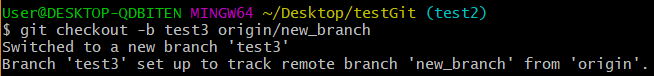 User@DESKTOP-QDBITEN MINGW64 ~/Desktop/testGit (test2)
$ git checkout -b test3 origin/new_branch
Switched to a new branch 'test3'
Branch 'test3' set up to track remote branch 'new_branch' from 'origin'.